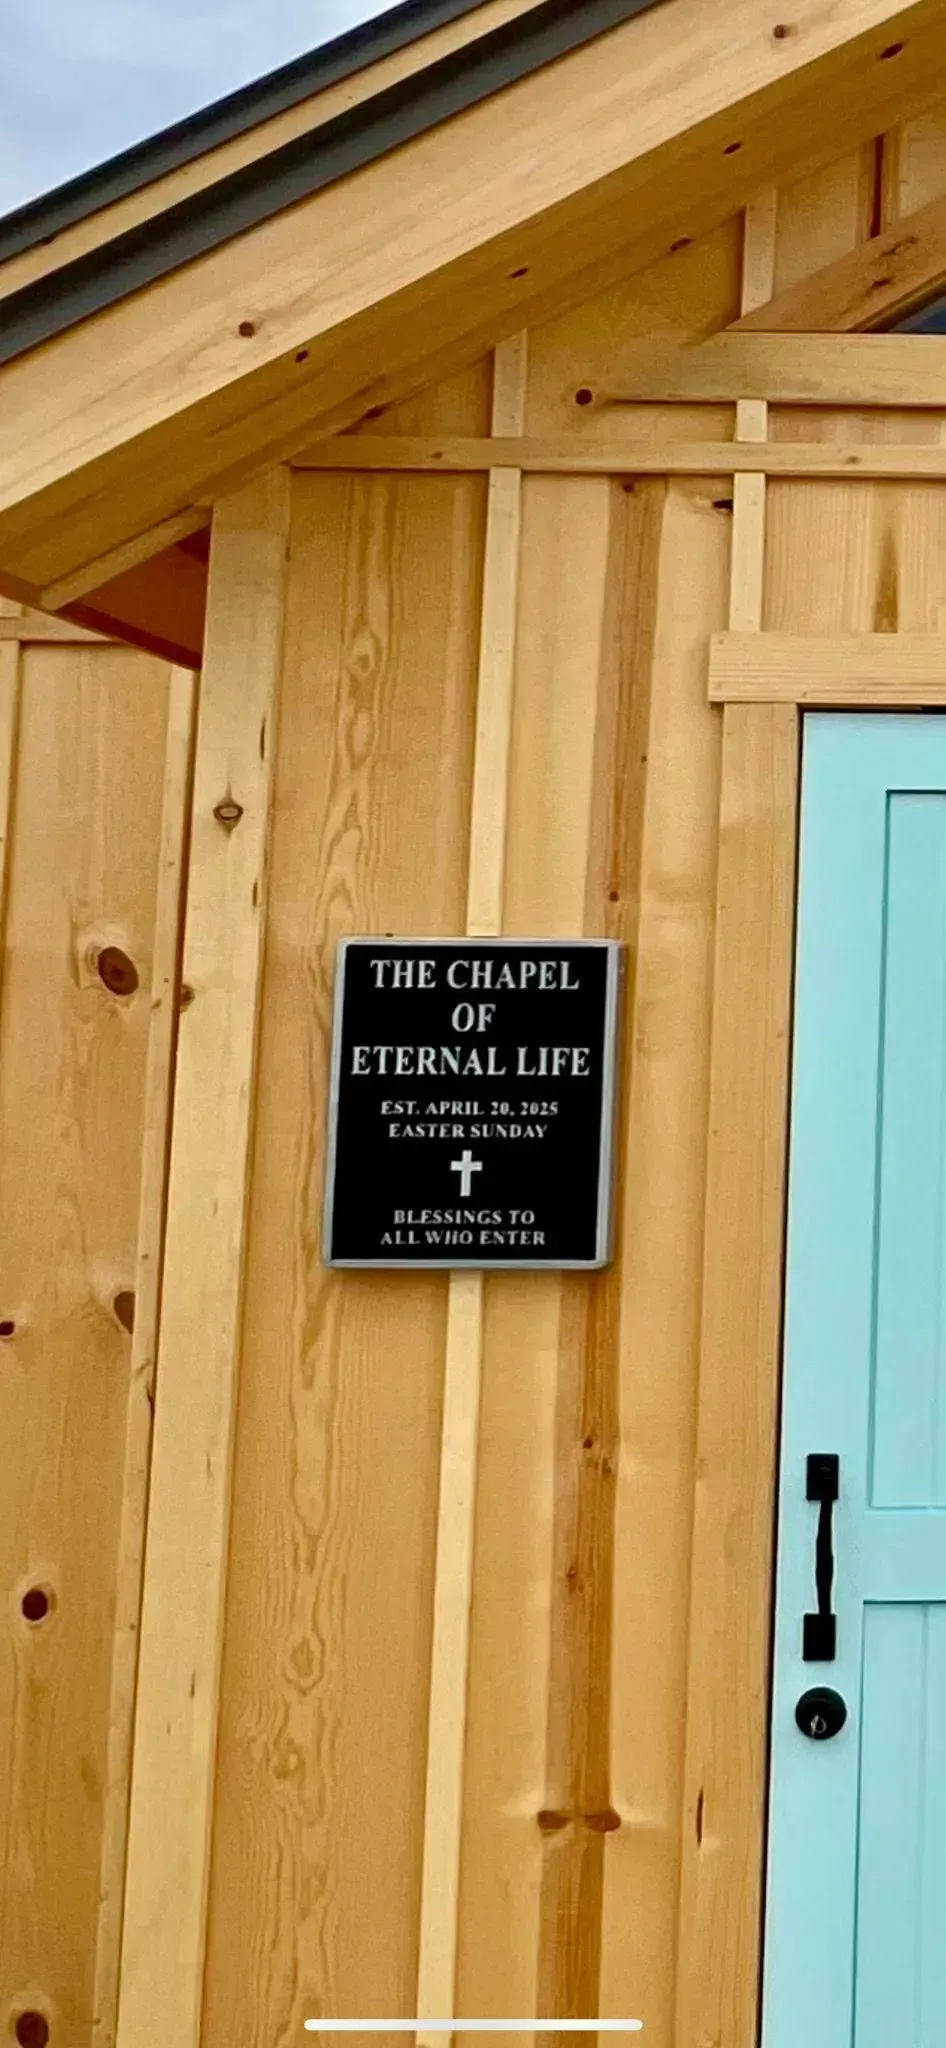 THE CHAPEL
OF
ETERNAL LIFE
EST. APRIL 20, 2025
EASTER SUNDAY
BLESSINGS TO
ALL WHO ENTER